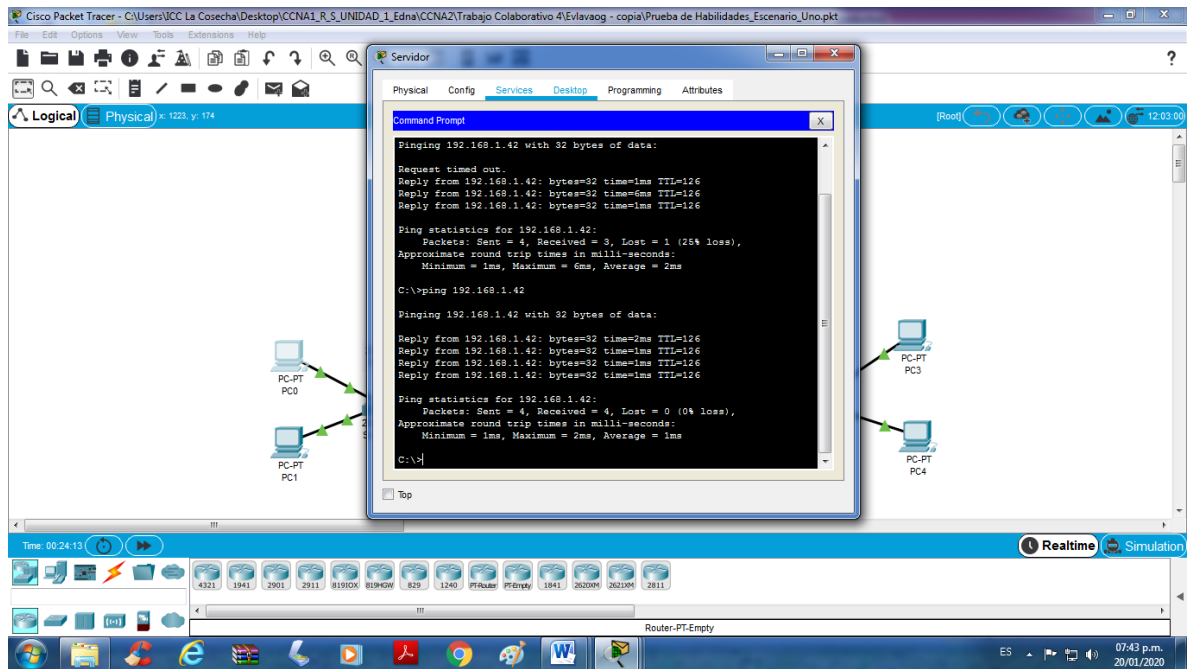 Cisco Packet Tracer - C:\Users\ICC La Cosecha\Desktop\CCNA1_R_S_UNIDAD_1_Edna\CCNA2\Trabajo Colaborativo 4\Evlavaog - copia\Prueba de Habilidades_Escenario_Uno.pkt
File Edit Options View Tools Extensions Help
Servidor
?
Physical Config Services Desktop Programming Attributes
Logical Physical x: 1223, y: 174
[Root] 12:03:00
Command Prompt X
Pinging 192.168.1.42 with 32 bytes of data:
Request timed out.
Reply from 192.168.1.42: bytes=32 time=1ms TTL=126
Reply from 192.168.1.42: bytes=32 time=6ms TTL=126
Reply from 192.168.1.42: bytes=32 time=1ms TTL=126
Ping statistics for 192.168.1.42:
Packets: Sent = 4, Received = 3, Lost = 1 (25% loss),
Approximate round trip times in milli-seconds:
Minimum = 1ms, Maximum = 6ms, Average = 2ms
C:\>ping 192.168.1.42
Pinging 192.168.1.42 with 32 bytes of data:
Reply from 192.168.1.42: bytes=32 time=2ms TTL=126
Reply from 192.168.1.42: bytes=32 time=1ms TTL=126
Reply from 192.168.1.42: bytes=32 time=1ms TTL=126
Reply from 192.168.1.42: bytes=32 time=1ms TTL=126
Ping statistics for 192.168.1.42:
Packets: Sent = 4, Received = 4, Lost = 0 (0% loss),
Approximate round trip times in milli-seconds:
Minimum = 1ms, Maximum = 2ms, Average = 1ms
C:\>
Top
PC-PT
PC0
PC-PT
PC1
PC-PT
PC3
PC-PT
PC4
Time: 00:24:13
Realtime Simulation
4321 1941 2901 2911 819IOX 819HGW 829 1240 PT-Router PT-Empty 1841 2620XM 2621XM 2811
Router-PT-Empty
ES 07:43 p.m.
20/01/2020